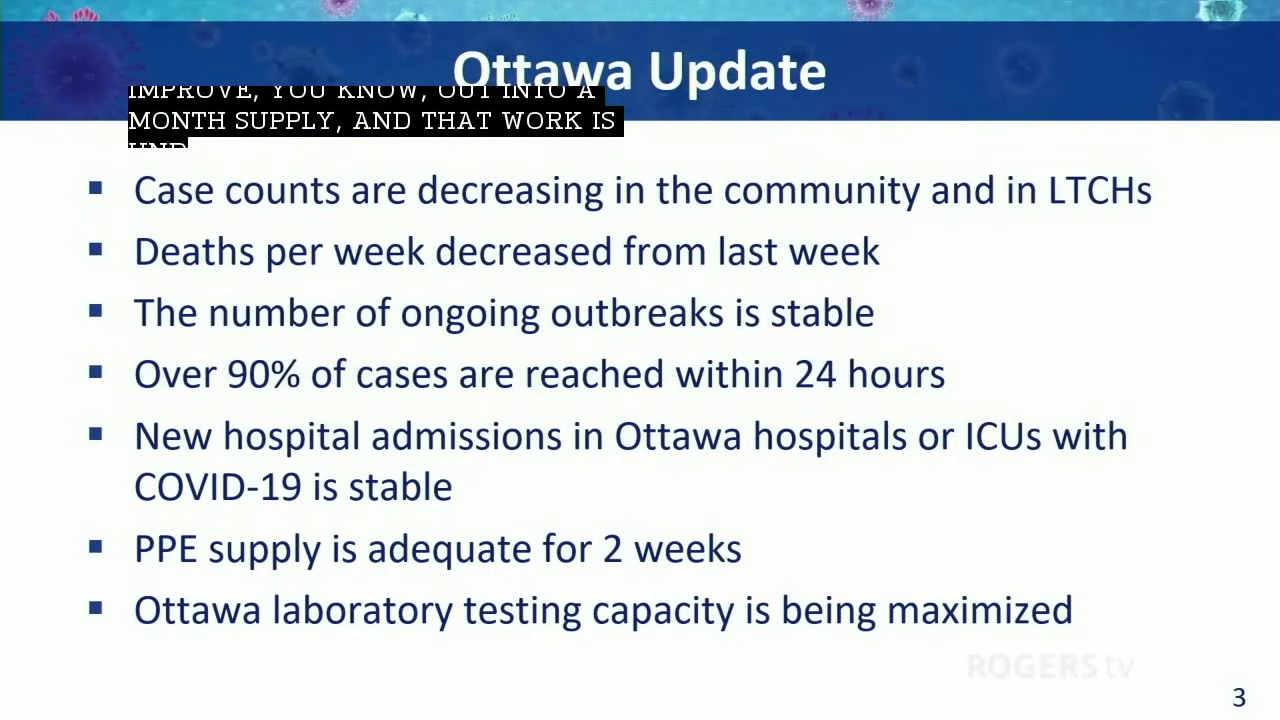 Ottawa Update
IMPROVE, YOU KNOW, OUT INTO A
MONTH SUPPLY, AND THAT WORK IS
UND
▪ Case counts are decreasing in the community and in LTCHs
▪ Deaths per week decreased from last week
▪ The number of ongoing outbreaks is stable
▪ Over 90% of cases are reached within 24 hours
▪ New hospital admissions in Ottawa hospitals or ICUs with
COVID-19 is stable
▪ PPE supply is adequate for 2 weeks
▪ Ottawa laboratory testing capacity is being maximized
ROGERS tv
3